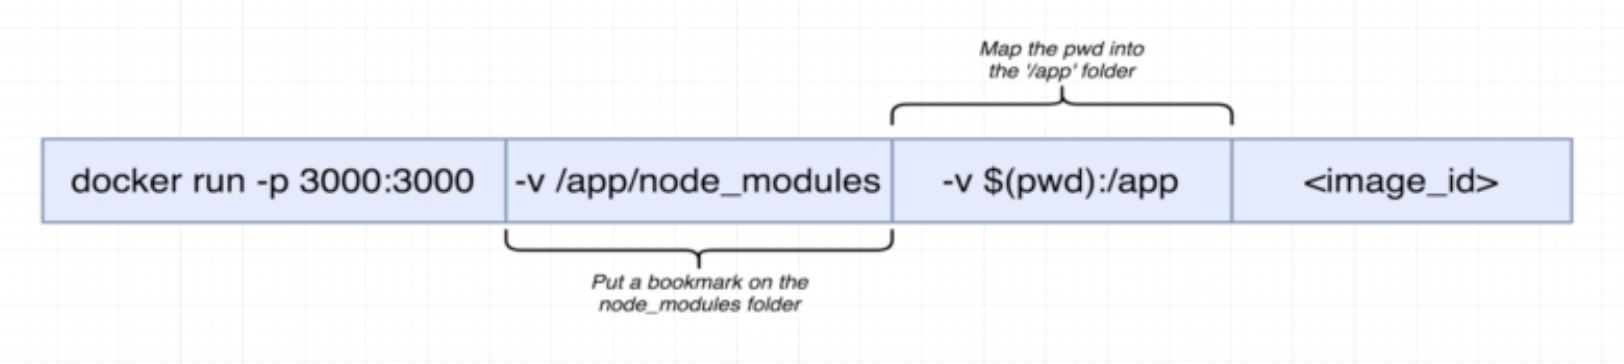 Map the pwd into
the '/app' folder
docker run -p 3000:3000 -v /app/node_modules -v $(pwd):/app <image_id>
Put a bookmark on the
node_modules folder